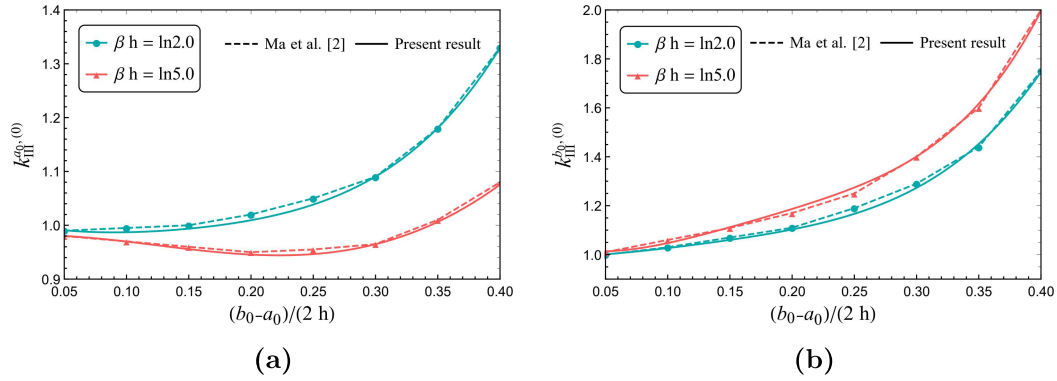 1.4
1.3
1.2
1.1
1.0
0.9
k_III^{a_0,(0)}
β h = ln2.0
β h = ln5.0
Ma et al. [2]
Present result
0.05 0.10 0.15 0.20 0.25 0.30 0.35 0.40
(b₀-a₀)/(2 h)
(a)
2.0
1.8
1.6
1.4
1.2
1.0
k_III^{b_0,(0)}
β h = ln2.0
β h = ln5.0
Ma et al. [2]
Present result
0.05 0.10 0.15 0.20 0.25 0.30 0.35 0.40
(b₀-a₀)/(2 h)
(b)